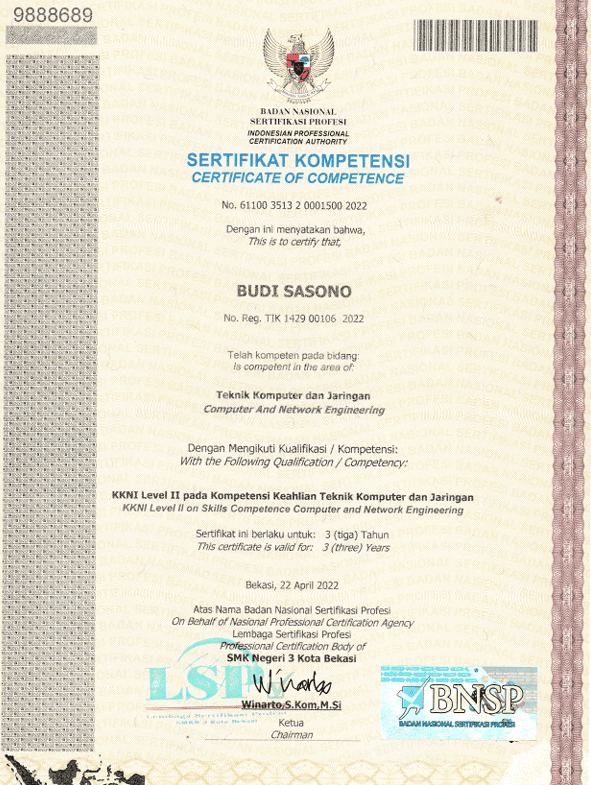 9888689
BADAN NASIONAL
SERTIFIKASI PROFESI
INDONESIAN PROFESSIONAL
CERTIFICATION AUTHORITY
SERTIFIKAT KOMPETENSI
CERTIFICATE OF COMPETENCE
No. 61100 3513 2 0001500 2022
Dengan ini menyatakan bahwa,
This is to certify that,
BUDI SASONO
No. Reg. TIK 1429 00106 2022
Telah kompeten pada bidang:
Is competent in the area of:
Teknik Komputer dan Jaringan
Computer And Network Engineering
Dengan Mengikuti Kualifikasi / Kompetensi:
With the Following Qualification / Competency:
KKNI Level II pada Kompetensi Keahlian Teknik Komputer dan Jaringan
KKNI Level II on Skills Competence Computer and Network Engineering
Sertifikat ini berlaku untuk: 3 (tiga) Tahun
This certificate is valid for: 3 (three) Years
Bekasi, 22 April 2022
Atas Nama Badan Nasional Sertifikasi Profesi
On Behalf of Nasional Professional Certification Agency
Lembaga Sertifikasi Profesi
Professional Certification Body of
SMK Negeri 3 Kota Bekasi
LSP
Winarto
Winarto,S.Kom,M.Si
Lembaga Sertifikasi Profesi
SMKN 3 Kota Bekasi
Ketua
Chairman
BNSP
BADAN NASIONAL SERTIFIKASI PROFESI